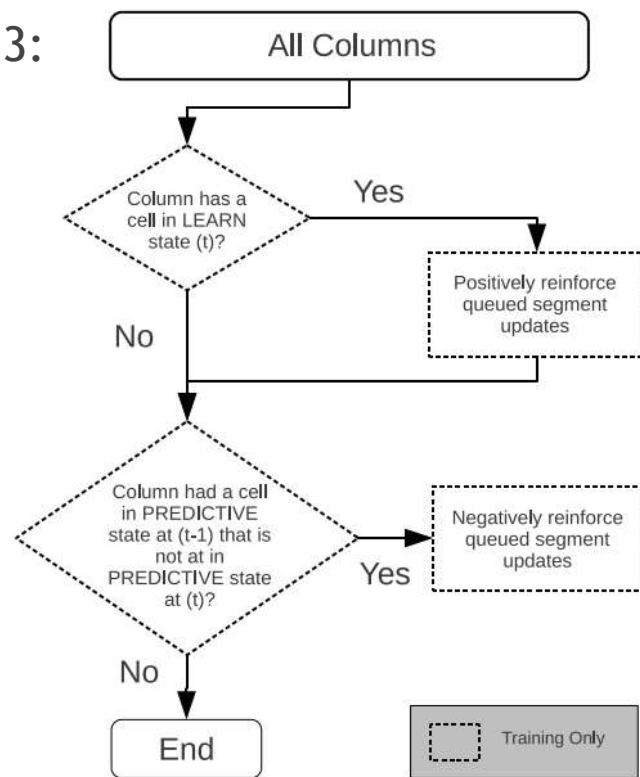 3:
All Columns
Column has a
cell in LEARN
state (t)?
Yes
Positively reinforce
queued segment
updates
No
Column had a cell
in PREDICTIVE
state at (t-1) that is
not at in
PREDICTIVE state
at (t)?
Yes
Negatively reinforce
queued segment
updates
No
End
Training Only